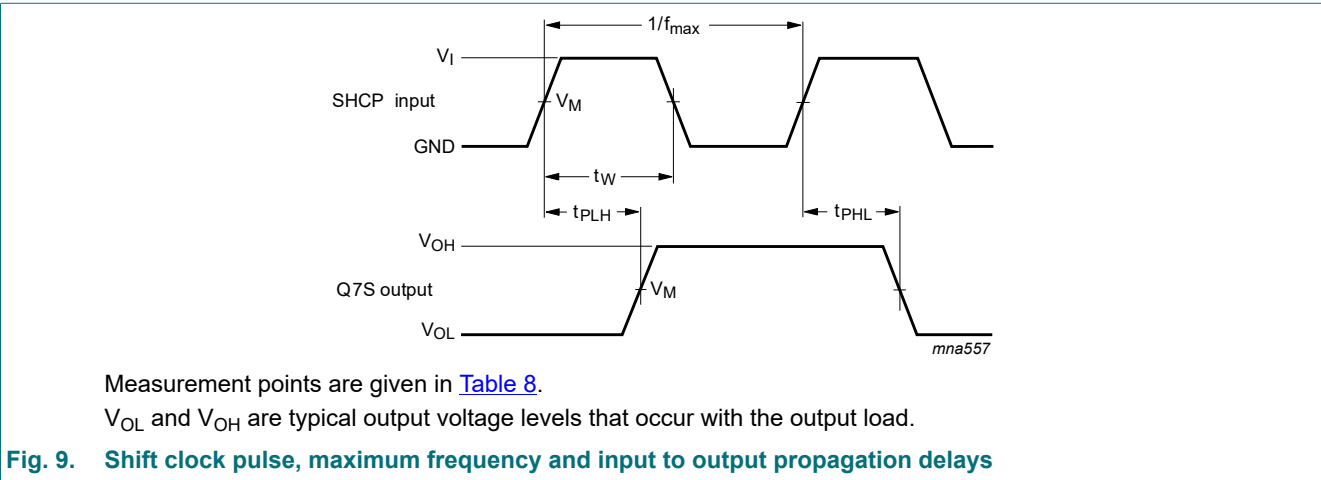 1/fmax
VI
SHCP input
VM
GND
tW
tPLH
tPHL
VOH
Q7S output
VM
VOL
mna557
Measurement points are given in Table 8.
VOL and VOH are typical output voltage levels that occur with the output load.
Fig. 9. Shift clock pulse, maximum frequency and input to output propagation delays